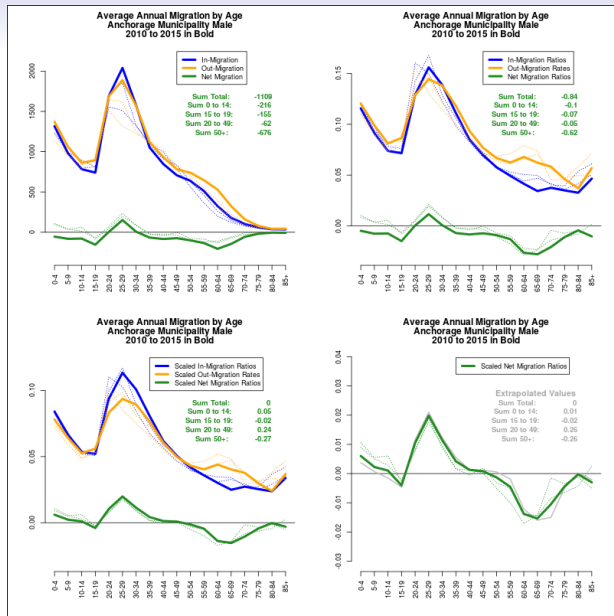 Average Annual Migration by Age
Anchorage Municipality Male
2010 to 2015 in Bold
In-Migration
Out-Migration
Net Migration
Sum Total: -1109
Sum 0 to 14: -216
Sum 15 to 19: -155
Sum 20 to 49: -62
Sum 50+: -676
2000
1500
1000
500
0
0-4
5-9
10-14
15-19
20-24
25-29
30-34
35-39
40-44
45-49
50-54
55-59
60-64
65-69
70-74
75-79
80-84
85+
Average Annual Migration by Age
Anchorage Municipality Male
2010 to 2015 in Bold
In-Migration Ratios
Out-Migration Rates
Net Migration Ratios
Sum Total: -0.84
Sum 0 to 14: -0.1
Sum 15 to 19: -0.07
Sum 20 to 49: -0.05
Sum 50+: -0.62
0.15
0.10
0.05
0.00
0-4
5-9
10-14
15-19
20-24
25-29
30-34
35-39
40-44
45-49
50-54
55-59
60-64
65-69
70-74
75-79
80-84
85+
Average Annual Migration by Age
Anchorage Municipality Male
2010 to 2015 in Bold
Scaled In-Migration Ratios
Scaled Out-Migration Rates
Scaled Net Migration Ratios
Sum Total: 0
Sum 0 to 14: 0.05
Sum 15 to 19: -0.02
Sum 20 to 49: 0.24
Sum 50+: -0.27
0.10
0.05
0.00
0-4
5-9
10-14
15-19
20-24
25-29
30-34
35-39
40-44
45-49
50-54
55-59
60-64
65-69
70-74
75-79
80-84
85+
Average Annual Migration by Age
Anchorage Municipality Male
2010 to 2015 in Bold
Scaled Net Migration Ratios
Extrapolated Values
Sum Total: 0
Sum 0 to 14: 0.01
Sum 15 to 19: -0.02
Sum 20 to 49: 0.26
Sum 50+: -0.26
0.04
0.03
0.02
0.01
0.00
-0.01
-0.02
-0.03
0-4
5-9
10-14
15-19
20-24
25-29
30-34
35-39
40-44
45-49
50-54
55-59
60-64
65-69
70-74
75-79
80-84
85+